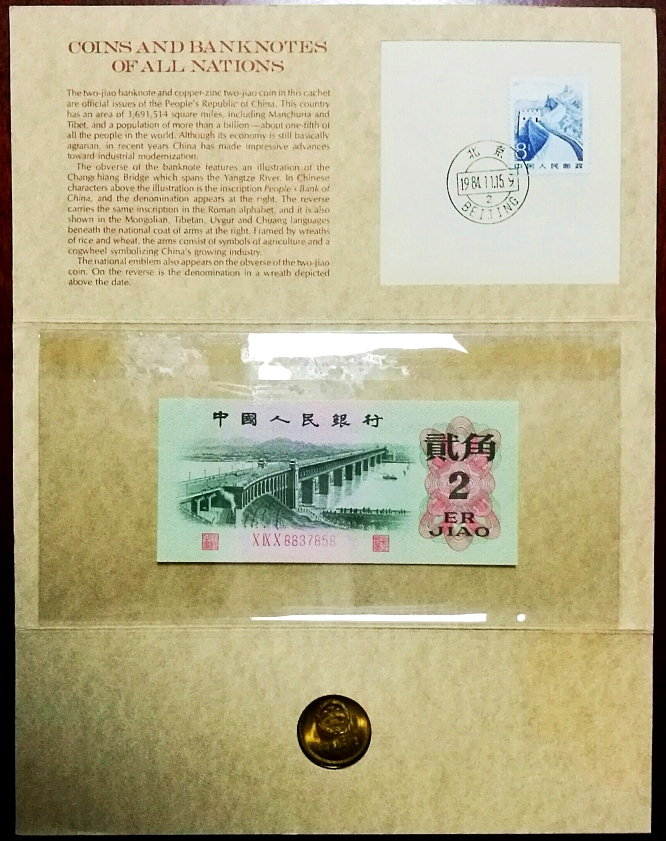 COINS AND BANKNOTES
OF ALL NATIONS
The two-jiao banknote and copper-zinc two-jiao coin in this cachet
are official issues of the People's Republic of China. This country
has an area of 3,691,514 square miles, including Manchuria and
Tibet, and a population of more than a billion—about one-fifth of
all the people in the world. Although its economy is still basically
agrarian, in recent years China has made impressive advances
toward industrial modernization.
The obverse of the banknote features an illustration of the
Changchiang Bridge which spans the Yangtze River. In Chinese
characters above the illustration is the inscription People's Bank of
China, and the denomination appears at the right. The reverse
carries the same inscription in the Roman alphabet, and it is also
shown in the Mongolian, Tibetan, Uygur and Chuang languages
beneath the national coat of arms at the right. Framed by wreaths
of rice and wheat, the arms consist of symbols of agriculture and a
cogwheel symbolizing China's growing industry.
The national emblem also appears on the obverse of the two-jiao
coin. On the reverse is the denomination in a wreath depicted
above the date.
8
中国人民邮政
北京
1984.11.15.9
2
BEIJING
中國人民銀行
貳角
2
ER
JIAO
X IX X 8837858